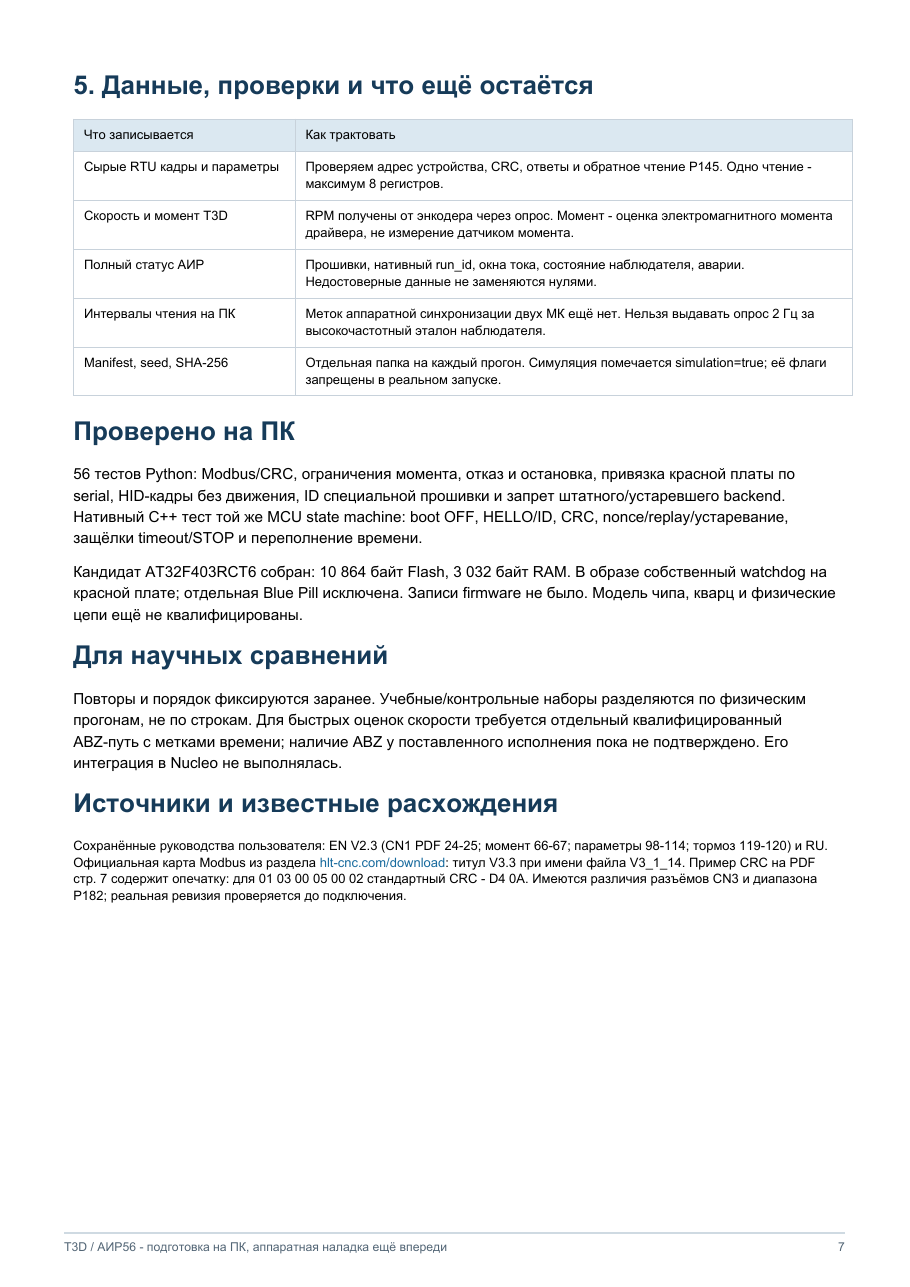 5. Данные, проверки и что ещё остаётся
Что записывается
Как трактовать
Сырые RTU кадры и параметры
Проверяем адрес устройства, CRC, ответы и обратное чтение P145. Одно чтение -
максимум 8 регистров.
Скорость и момент T3D
RPM получены от энкодера через опрос. Момент - оценка электромагнитного момента
драйвера, не измерение датчиком момента.
Полный статус АИР
Прошивки, нативный run_id, окна тока, состояние наблюдателя, аварии.
Недостоверные данные не заменяются нулями.
Интервалы чтения на ПК
Меток аппаратной синхронизации двух МК ещё нет. Нельзя выдавать опрос 2 Гц за
высокочастотный эталон наблюдателя.
Manifest, seed, SHA-256
Отдельная папка на каждый прогон. Симуляция помечается simulation=true; её флаги
запрещены в реальном запуске.
Проверено на ПК
56 тестов Python: Modbus/CRC, ограничения момента, отказ и остановка, привязка красной платы по
serial, HID-кадры без движения, ID специальной прошивки и запрет штатного/устаревшего backend.
Нативный C++ тест той же MCU state machine: boot OFF, HELLO/ID, CRC, nonce/replay/устаревание,
защёлки timeout/STOP и переполнение времени.
Кандидат AT32F403RCT6 собран: 10 864 байт Flash, 3 032 байт RAM. В образе собственный watchdog на
красной плате; отдельная Blue Pill исключена. Записи firmware не было. Модель чипа, кварц и физические
цепи ещё не квалифицированы.
Для научных сравнений
Повторы и порядок фиксируются заранее. Учебные/контрольные наборы разделяются по физическим
прогонам, не по строкам. Для быстрых оценок скорости требуется отдельный квалифицированный
ABZ-путь с метками времени; наличие ABZ у поставленного исполнения пока не подтверждено. Его
интеграция в Nucleo не выполнялась.
Источники и известные расхождения
Сохранённые руководства пользователя: EN V2.3 (CN1 PDF 24-25; момент 66-67; параметры 98-114; тормоз 119-120) и RU.
Официальная карта Modbus из раздела hlt-cnc.com/download: титул V3.3 при имени файла V3_1_14. Пример CRC на PDF
стр. 7 содержит опечатку: для 01 03 00 05 00 02 стандартный CRC - D4 0A. Имеются различия разъёмов CN3 и диапазона
P182; реальная ревизия проверяется до подключения.
T3D / АИР56 - подготовка на ПК, аппаратная наладка ещё впереди
7